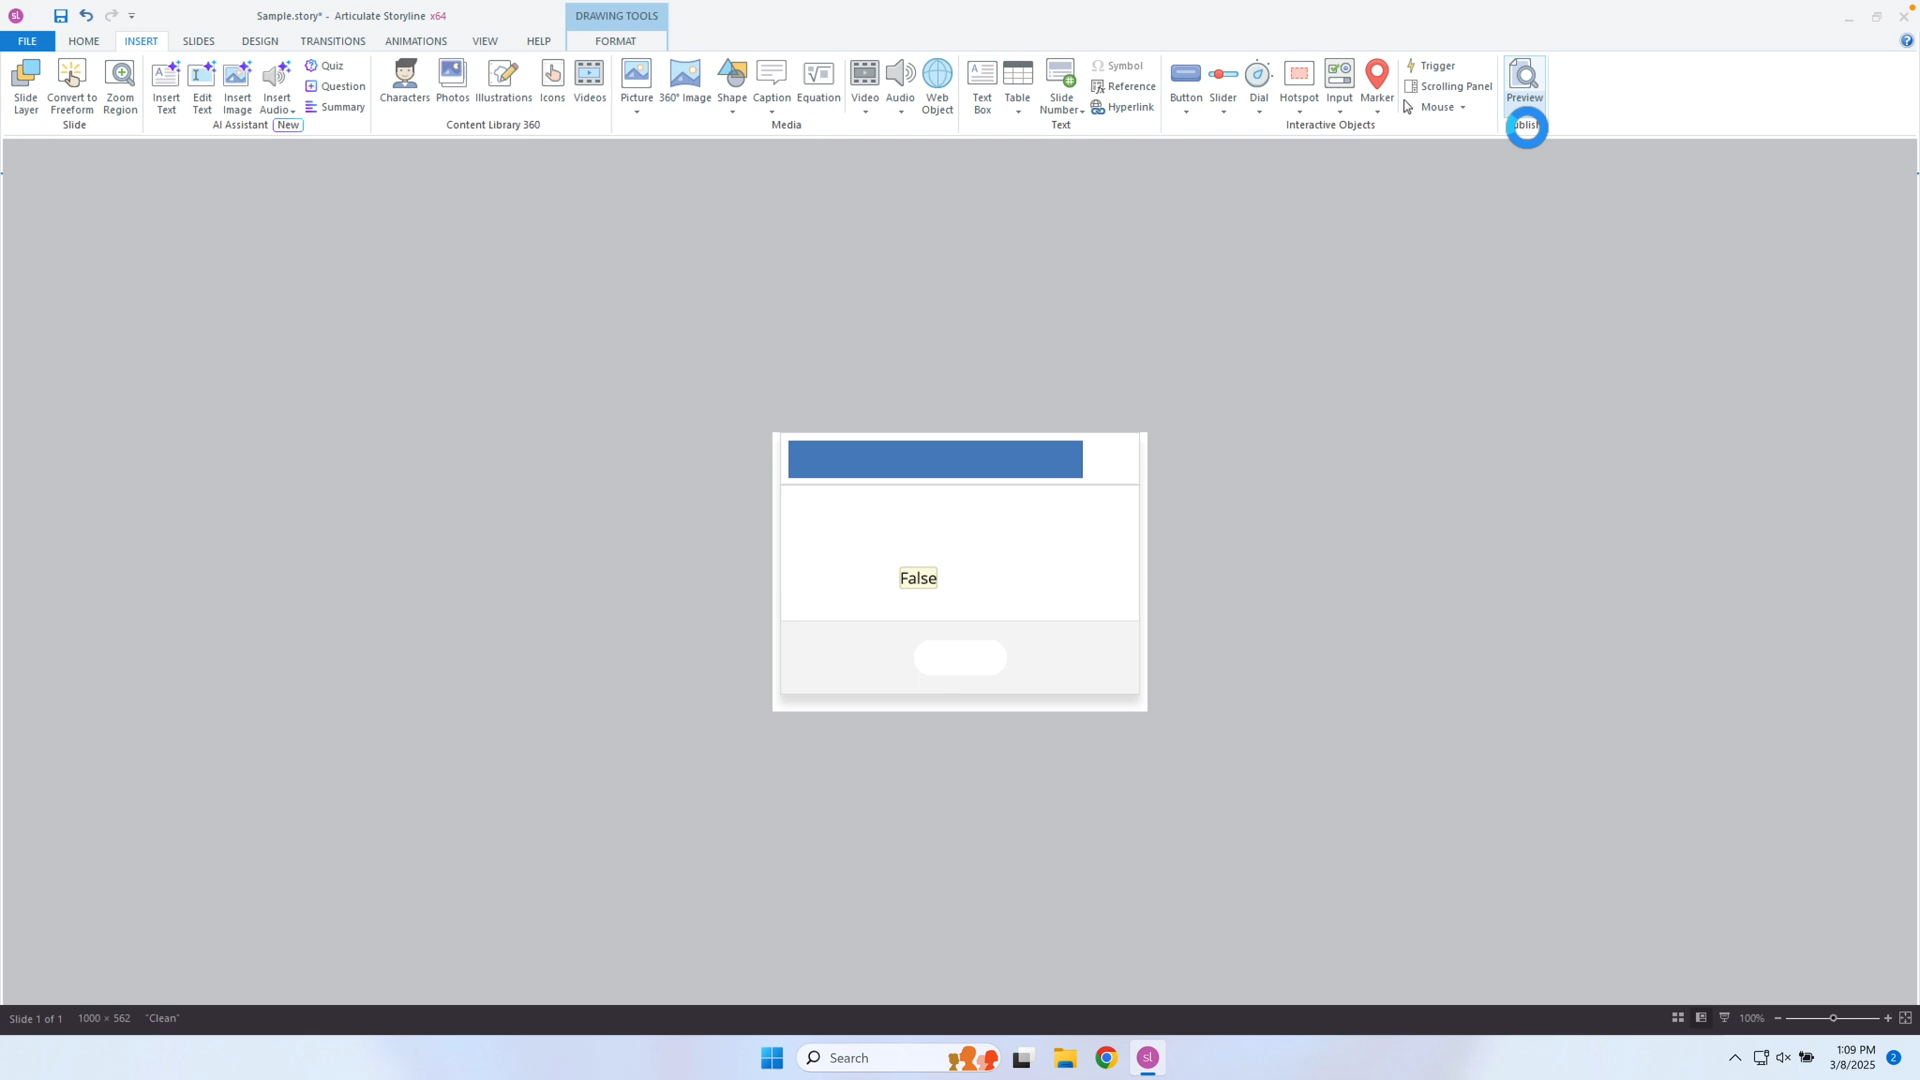 sl Sample.story* - Articulate Storyline x64 DRAWING TOOLS
FILE HOME INSERT SLIDES DESIGN TRANSITIONS ANIMATIONS VIEW HELP FORMAT ?
Slide Layer
Convert to Freeform
Zoom Region
Slide
Insert Text
Edit Text
Insert Image
Insert Audio
Quiz
Question
Summary
AI Assistant New
Characters
Photos
Illustrations
Icons
Videos
Content Library 360
Picture
360° Image
Shape
Caption
Equation
Video
Audio
Web Object
Media
Text Box
Table
Slide Number
Symbol
Reference
Hyperlink
Text
Button
Slider
Dial
Hotspot
Input
Marker
Trigger
Scrolling Panel
Mouse
Interactive Objects
Preview
False
Slide 1 of 1 1000 × 562 "Clean" 100%
Search sl
1:09 PM
3/8/2025 2